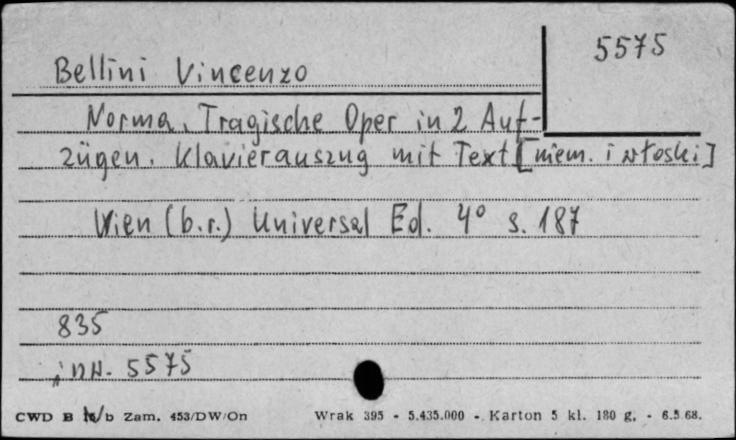 5575
Bellini Vincenzo
Norma. Tragische Oper in 2 Auf-
zügen. Klavierauszug mit Text [niem. i włoski]
Wien (b.r.) Universal Ed. 4° s. 187
835
inw. 5575
CWD B /b Zam. 453/DW/On Wrak 395 - 5.435.000 - Karton 5 kl. 180 g. - 6.5.68.